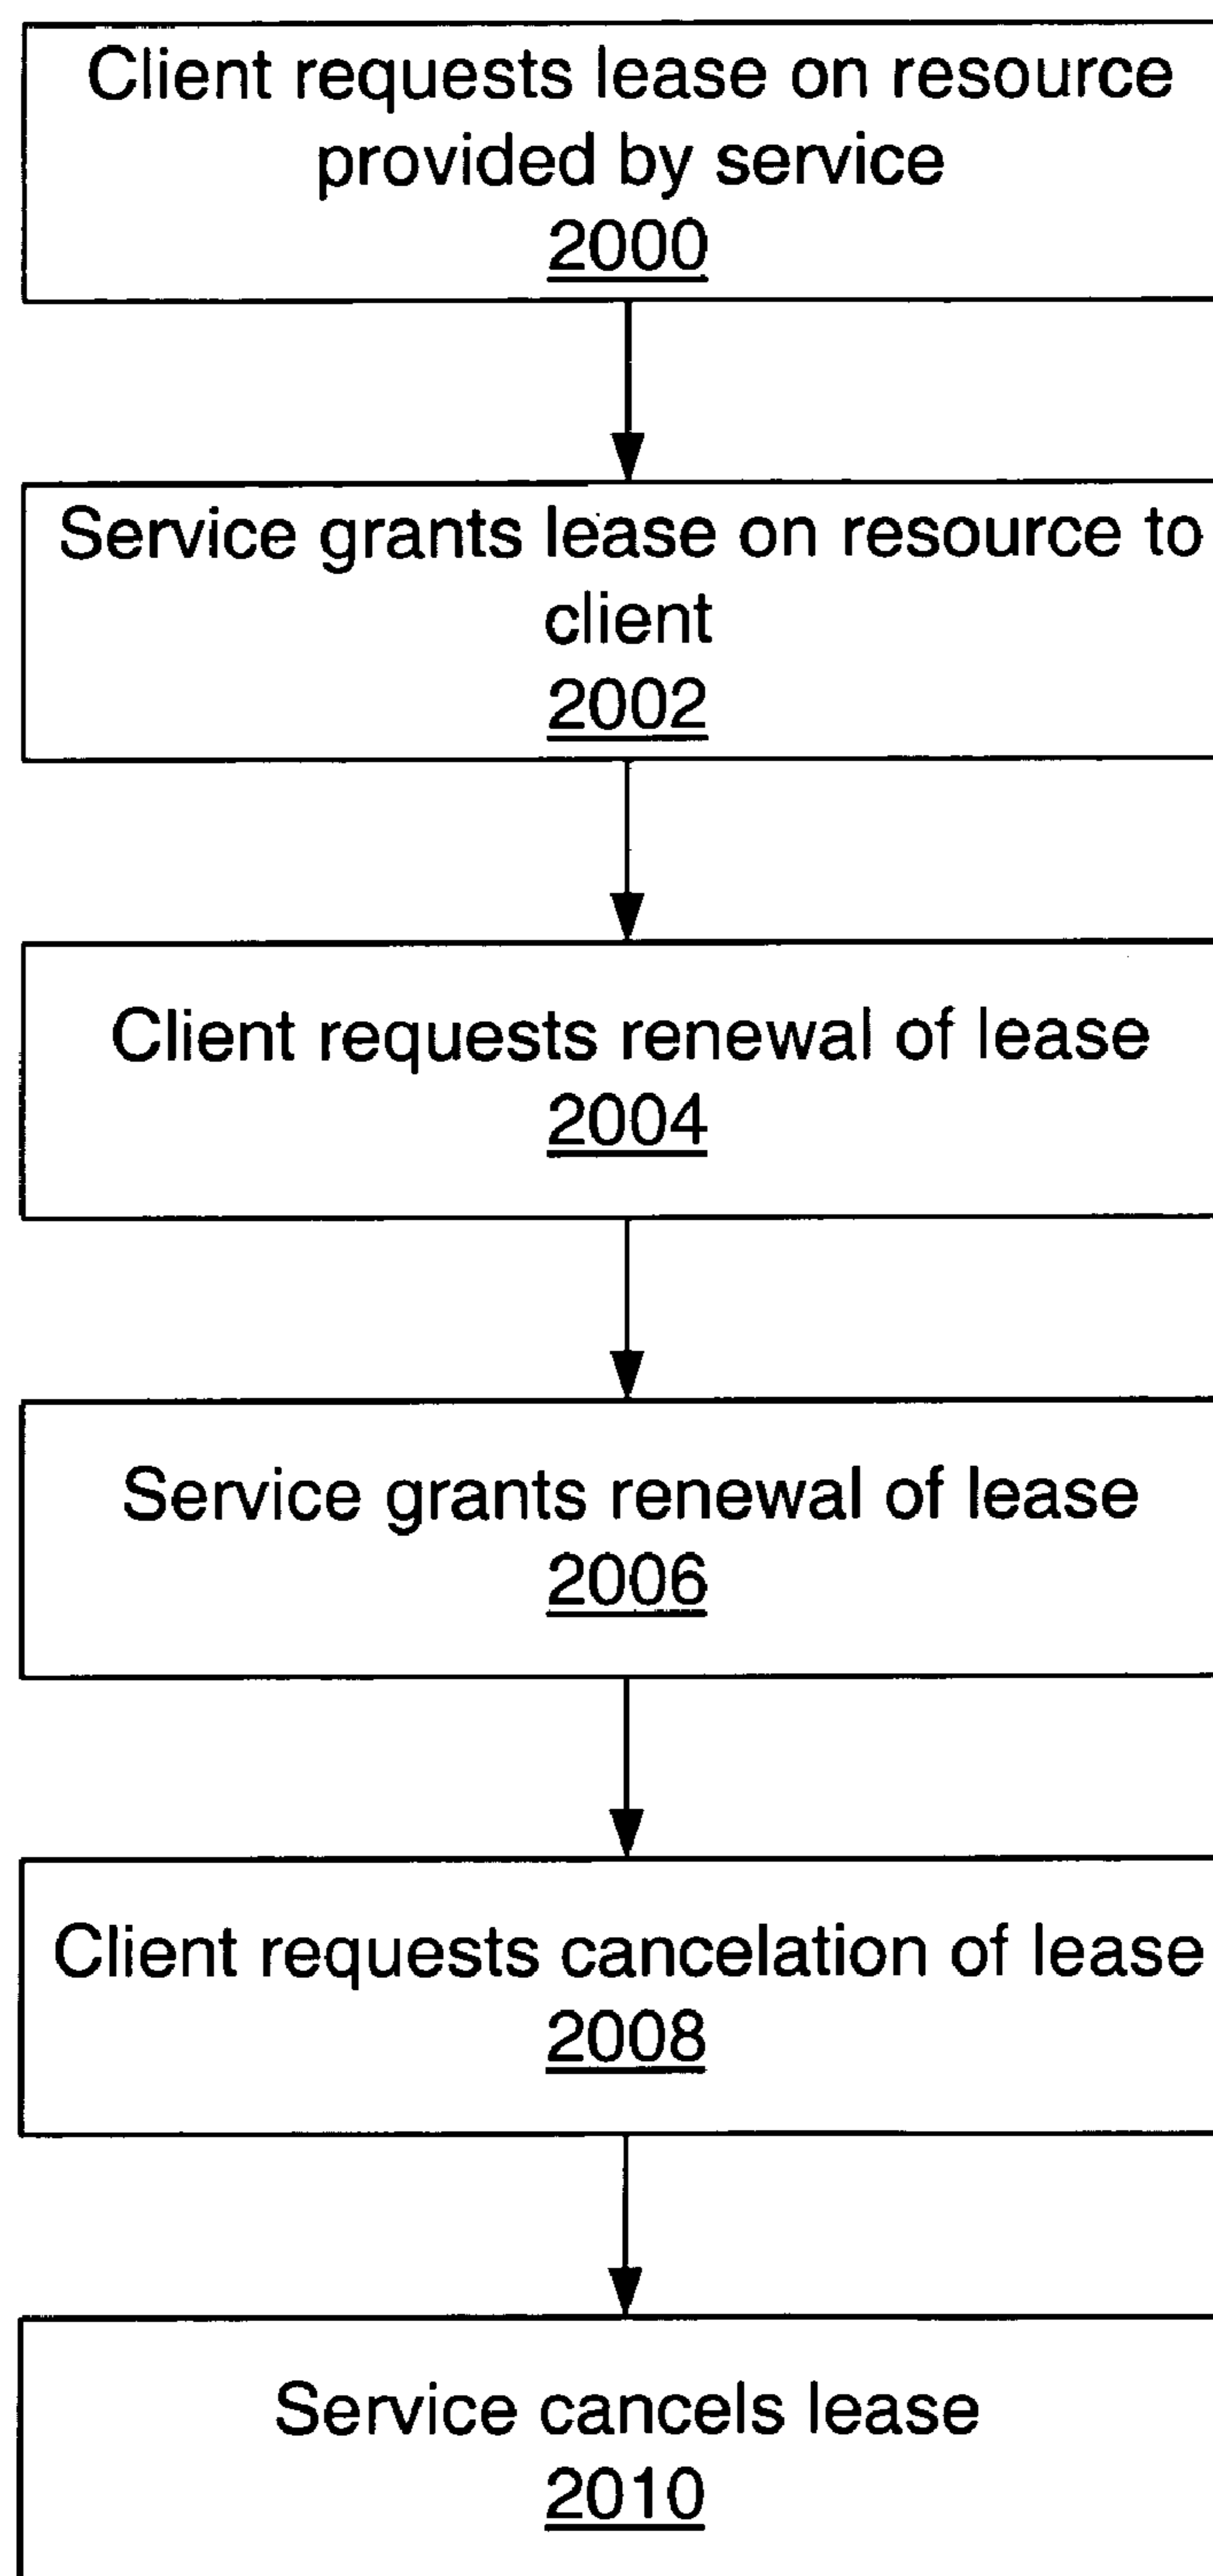 Client requests lease on resource
provided by service
2000
Service grants lease on resource to
client
2002
Client requests renewal of lease
2004
Service grants renewal of lease
2006
Client requests cancelation of lease
2008
Service cancels lease
2010